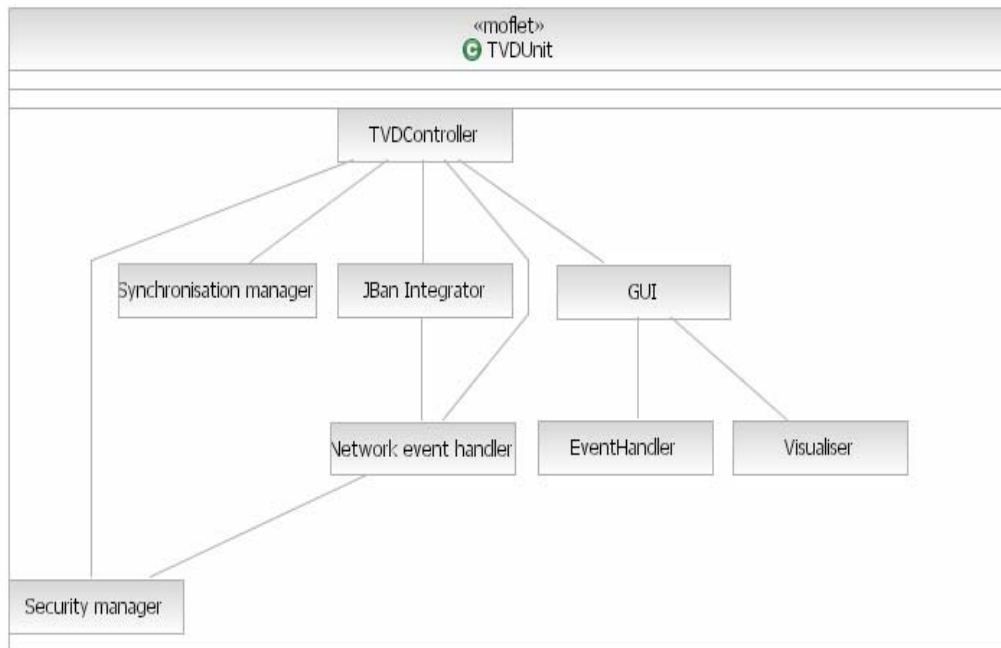 «moflet»
C TVDUnit
TVDController
Synchronisation manager
JBan Integrator
GUI
Network event handler
EventHandler
Visualiser
Security manager